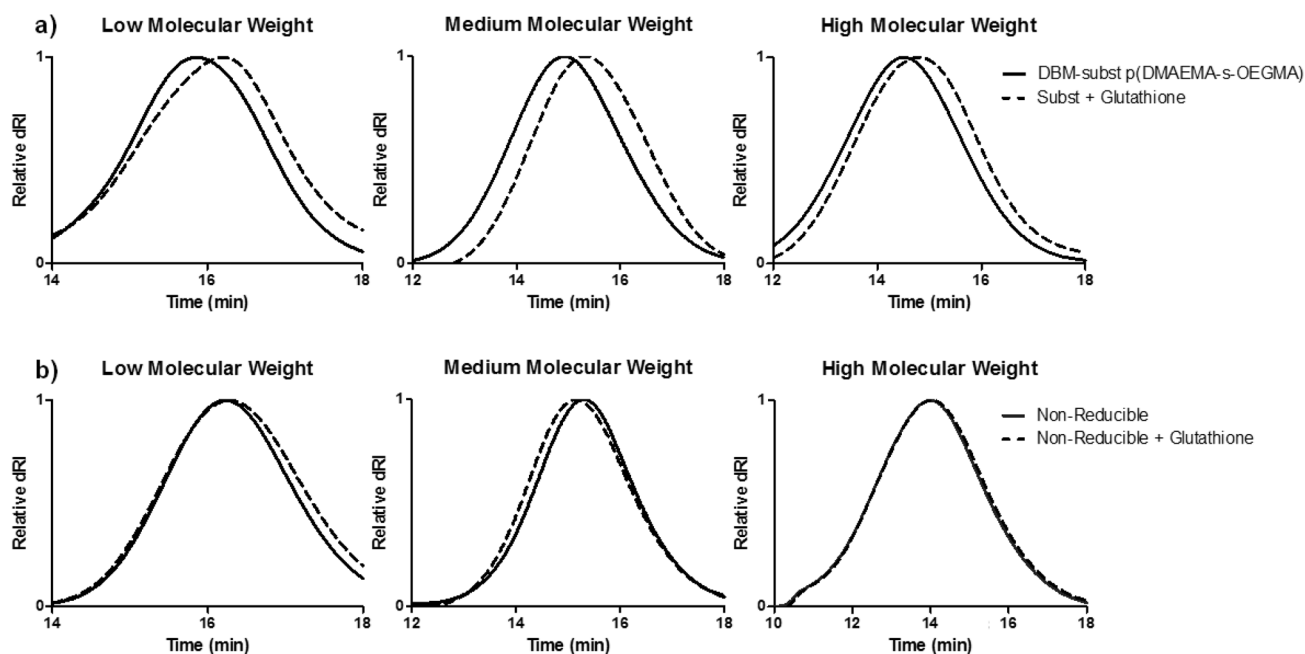 a)
Low Molecular Weight
Medium Molecular Weight
High Molecular Weight
Relative dRI
1
0
14
16
18
Time (min)
Relative dRI
1
0
12
14
16
18
Time (min)
Relative dRI
1
0
12
14
16
18
Time (min)
DBM-subst p(DMAEMA-s-OEGMA)
Subst + Glutathione
b)
Low Molecular Weight
Medium Molecular Weight
High Molecular Weight
Relative dRI
1
0
14
16
18
Time (min)
Relative dRI
1
0
12
14
16
18
Time (min)
Relative dRI
1
0
10
12
14
16
18
Time (min)
Non-Reducible
Non-Reducible + Glutathione